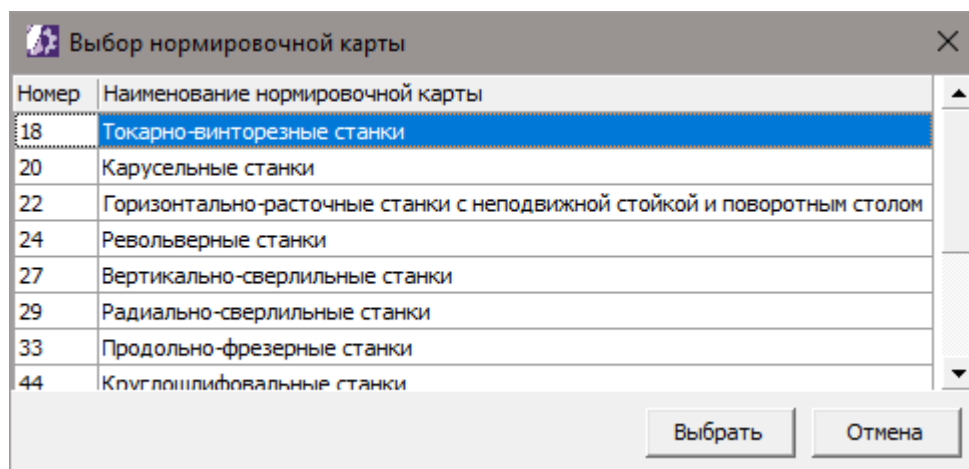 Выбор нормировочной карты
Номер Наименование нормировочной карты
18 Токарно-винторезные станки
20 Карусельные станки
22 Горизонтально-расточные станки с неподвижной стойкой и поворотным столом
24 Револьверные станки
27 Вертикально-сверлильные станки
29 Радиально-сверлильные станки
33 Продольно-фрезерные станки
44 Круглошлифовальные станки
Выбрать Отмена